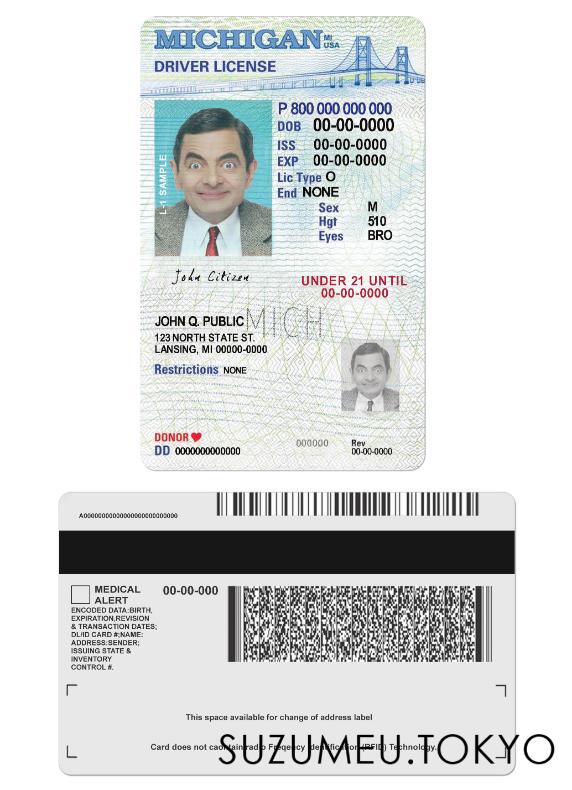 MICHIGAN MI USA
DRIVER LICENSE
P 800 000 000 000
DOB 00-00-0000
ISS 00-00-0000
EXP 00-00-0000
Lic Type O
End NONE
Sex M
Hgt 510
Eyes BRO
L-1 SAMPLE
John Citizen
UNDER 21 UNTIL
00-00-0000
JOHN Q. PUBLIC
MICH
123 NORTH STATE ST.
LANSING, MI 00000-0000
Restrictions NONE
DONOR
DD 0000000000000
000000
Rev
00-00-0000
MEDICAL
ALERT
00-00-000
ENCODED DATA:BIRTH,
EXPIRATION,REVISION
& TRANSACTION DATES;
DL/ID CARD #;NAME:
ADDRESS:SENDER;
ISSUING STATE &
INVENTORY
CONTROL #.
This space available for change of address label
Card does not radio Freqency Identification (RFID) Technology.
SUZUMEU.TOKYO